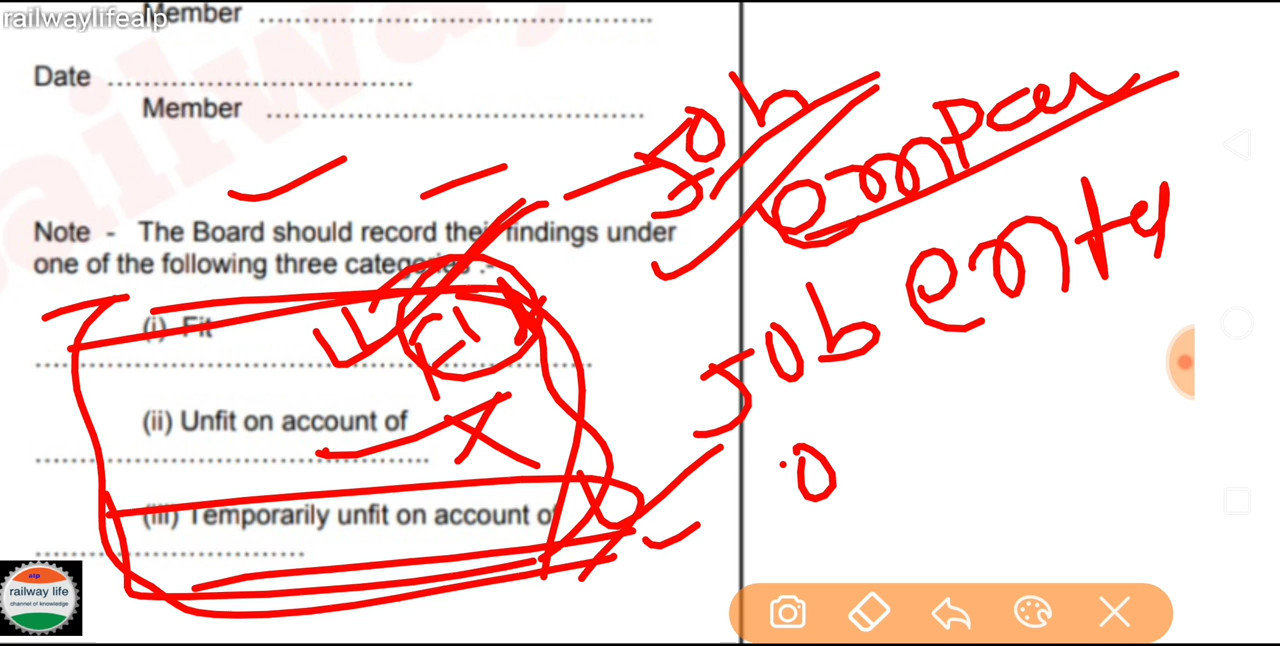 railwaylifealp
Member ..........................................................
Date ..........................................
Member ....................................................
Note - The Board should record their findings under
one of the following three categories :-
(i) Fit
..........................................................................
(ii) Unfit on account of
....................................................
(iii) Temporarily unfit on account of
....................................
Job
Job
alp
railway life
channel of knowledge